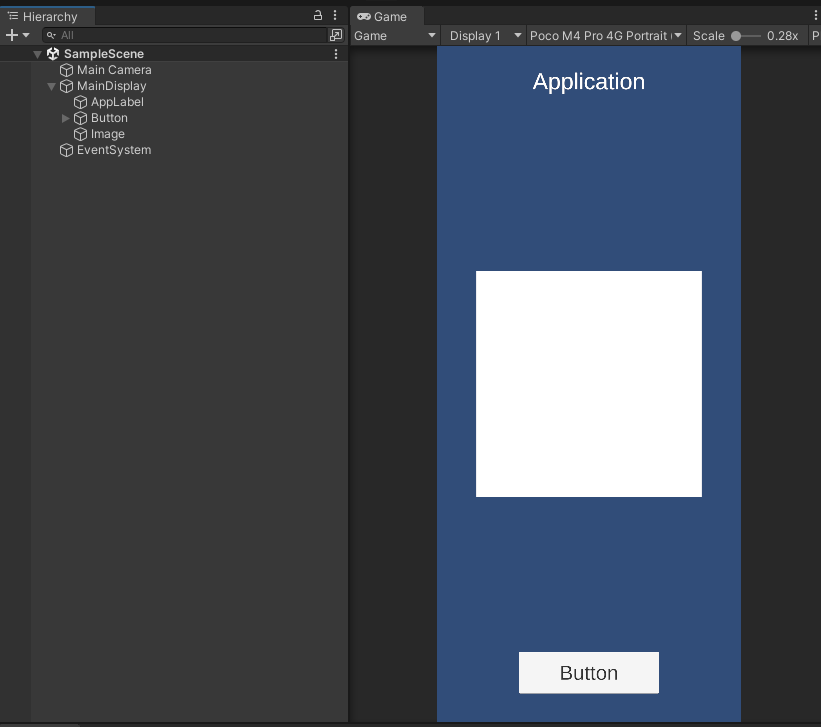 Hierarchy
All
SampleScene
Main Camera
MainDisplay
AppLabel
Button
Image
EventSystem
Game
Game Display 1 Poco M4 Pro 4G Portrait ( Scale 0.28x P
Application
Button